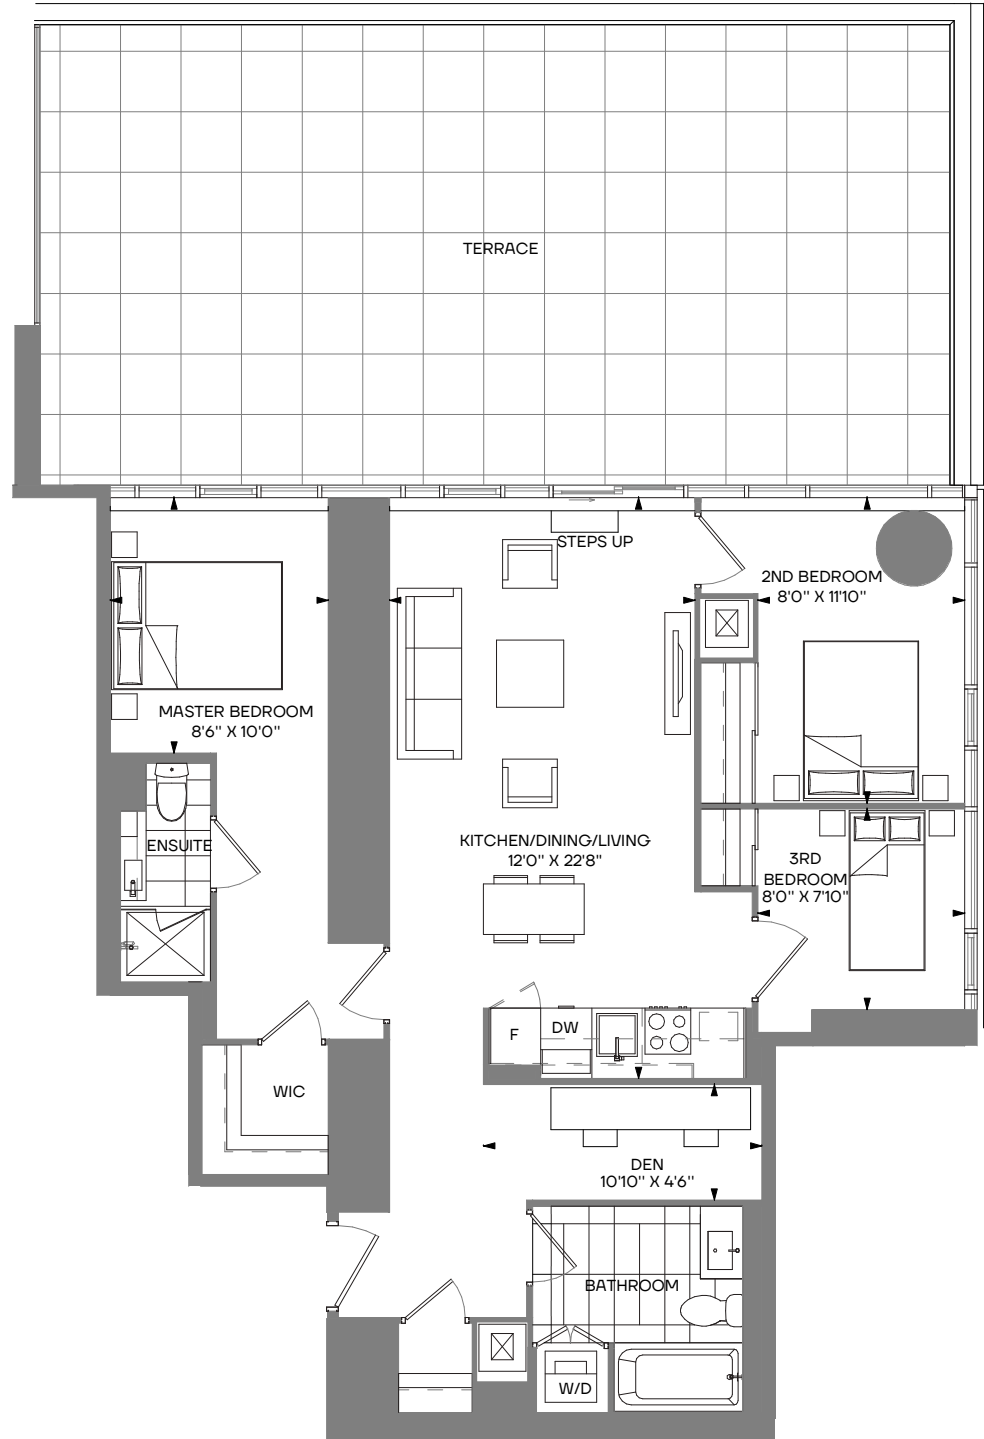 TERRACE
STEPS UP
2ND BEDROOM
8'0" X 11'10"
MASTER BEDROOM
8'6" X 10'0"
ENSUITE
KITCHEN/DINING/LIVING
12'0" X 22'8"
3RD
BEDROOM
8'0" X 7'10"
F
DW
WIC
DEN
10'10" X 4'6"
BATHROOM
W/D